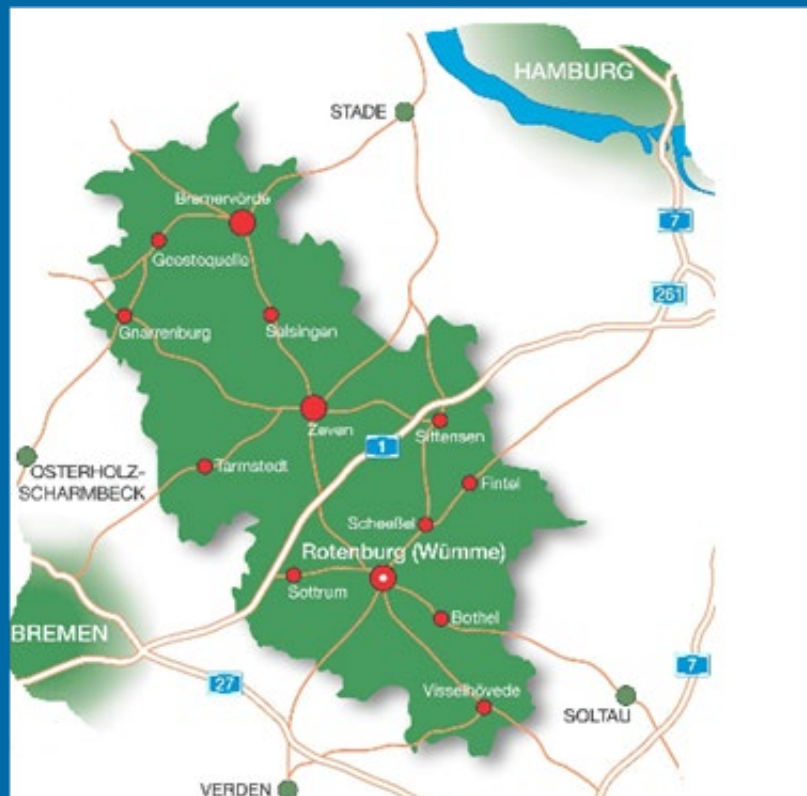 HAMBURG
STADE
Bremervörde
7
Geestequelle
261
Gnarrenburg
Selsingen
Zeven
Sittensen
1
OSTERHOLZ-
SCHARMBECK
Tarmstedt
Fintel
Scheeßel
Rotenburg (Wümme)
Sottrum
Bothel
BREMEN
7
27
Visselhövede
SOLTAU
VERDEN